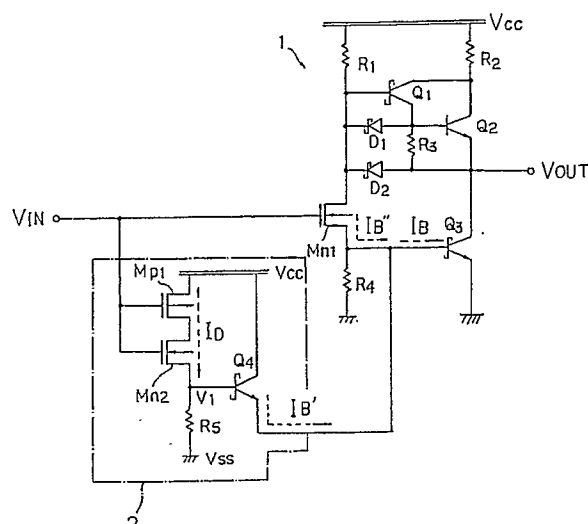 1
Vcc
R1
R2
Q1
Q2
D1
R3
D2
VOUT
VIN
IB"
IB
Q3
Mn1
R4
Mp1
Vcc
ID
Mn2
Q4
V1
IB'
R5
Vss
2